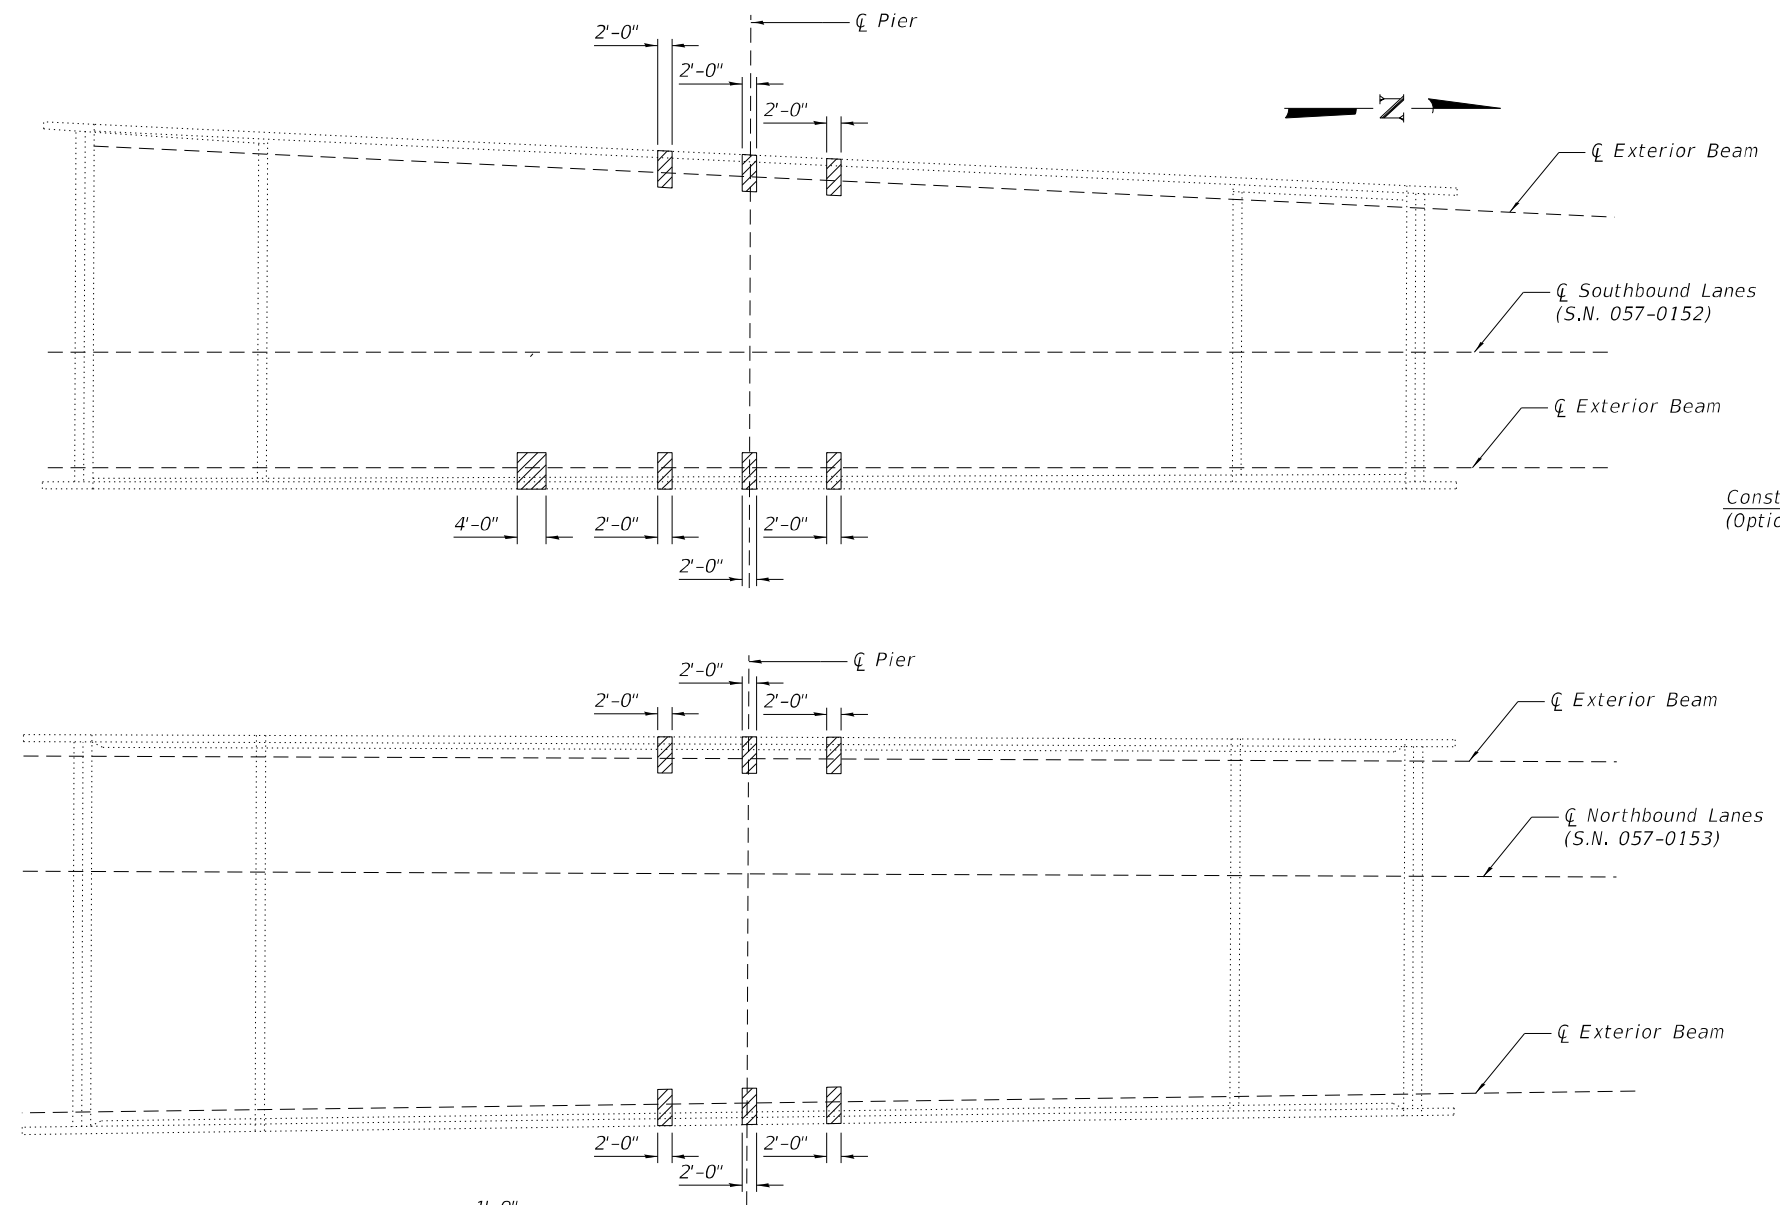 ℄ Pier
2'-0"
2'-0"
2'-0"
N
℄ Exterior Beam
℄ Southbound Lanes
(S.N. 057-0152)
℄ Exterior Beam
Const
(Optio
4'-0"
2'-0"
2'-0"
2'-0"
℄ Pier
2'-0"
2'-0"
2'-0"
℄ Exterior Beam
℄ Northbound Lanes
(S.N. 057-0153)
℄ Exterior Beam
2'-0"
2'-0"
2'-0"